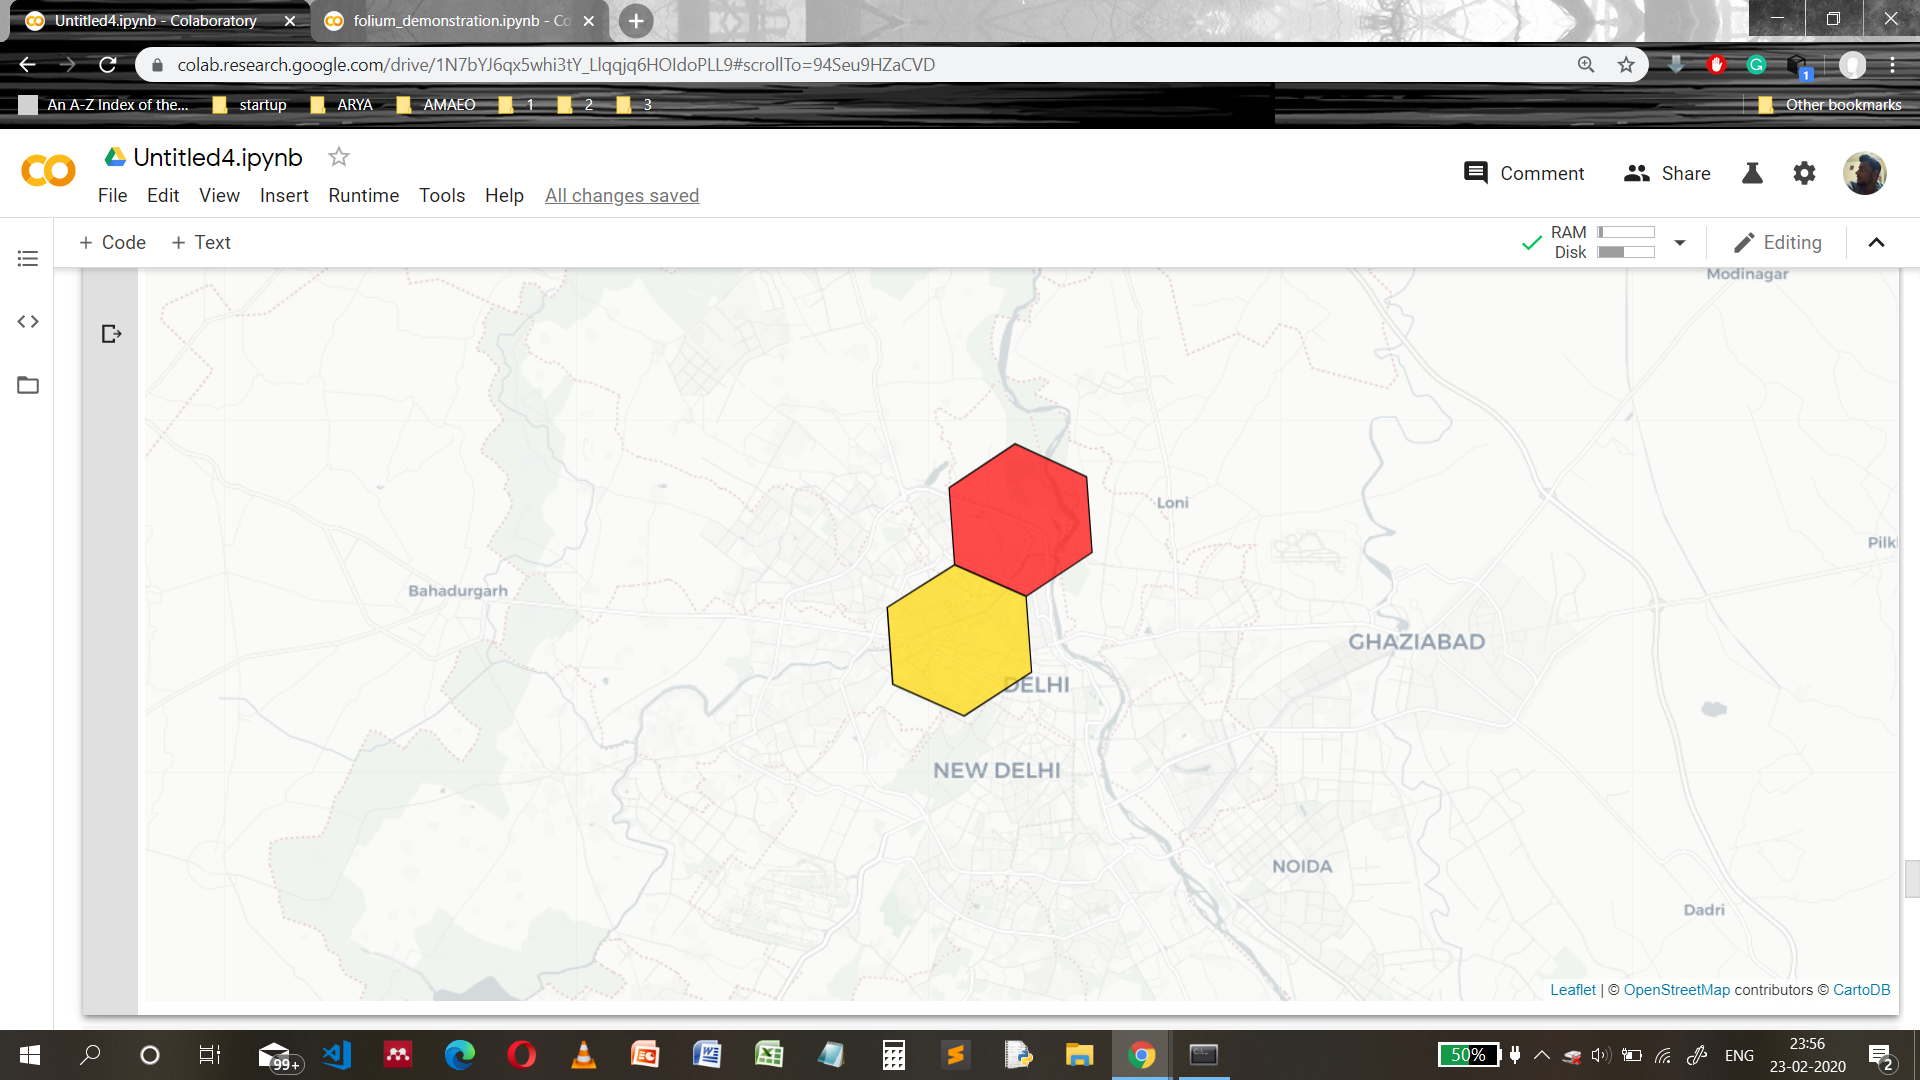 Untitled4.ipynb - Colaboratory
folium_demonstration.ipynb - Co
colab.research.google.com/drive/1N7bYJ6qx5whi3tY_Llqqjq6HOIdoPLL9#scrollTo=94Seu9HZaCVD
1
An A-Z Index of the...
startup
ARYA
AMAEO
1
2
3
Other bookmarks
Untitled4.ipynb
File Edit View Insert Runtime Tools Help All changes saved
Comment
Share
+ Code
+ Text
RAM
Disk
Editing
Modinagar
Loni
Pilk
Bahadurgarh
GHAZIABAD
DELHI
NEW DELHI
NOIDA
Dadri
Leaflet | © OpenStreetMap contributors © CartoDB
99+
50%
ENG
23:56
23-02-2020
2